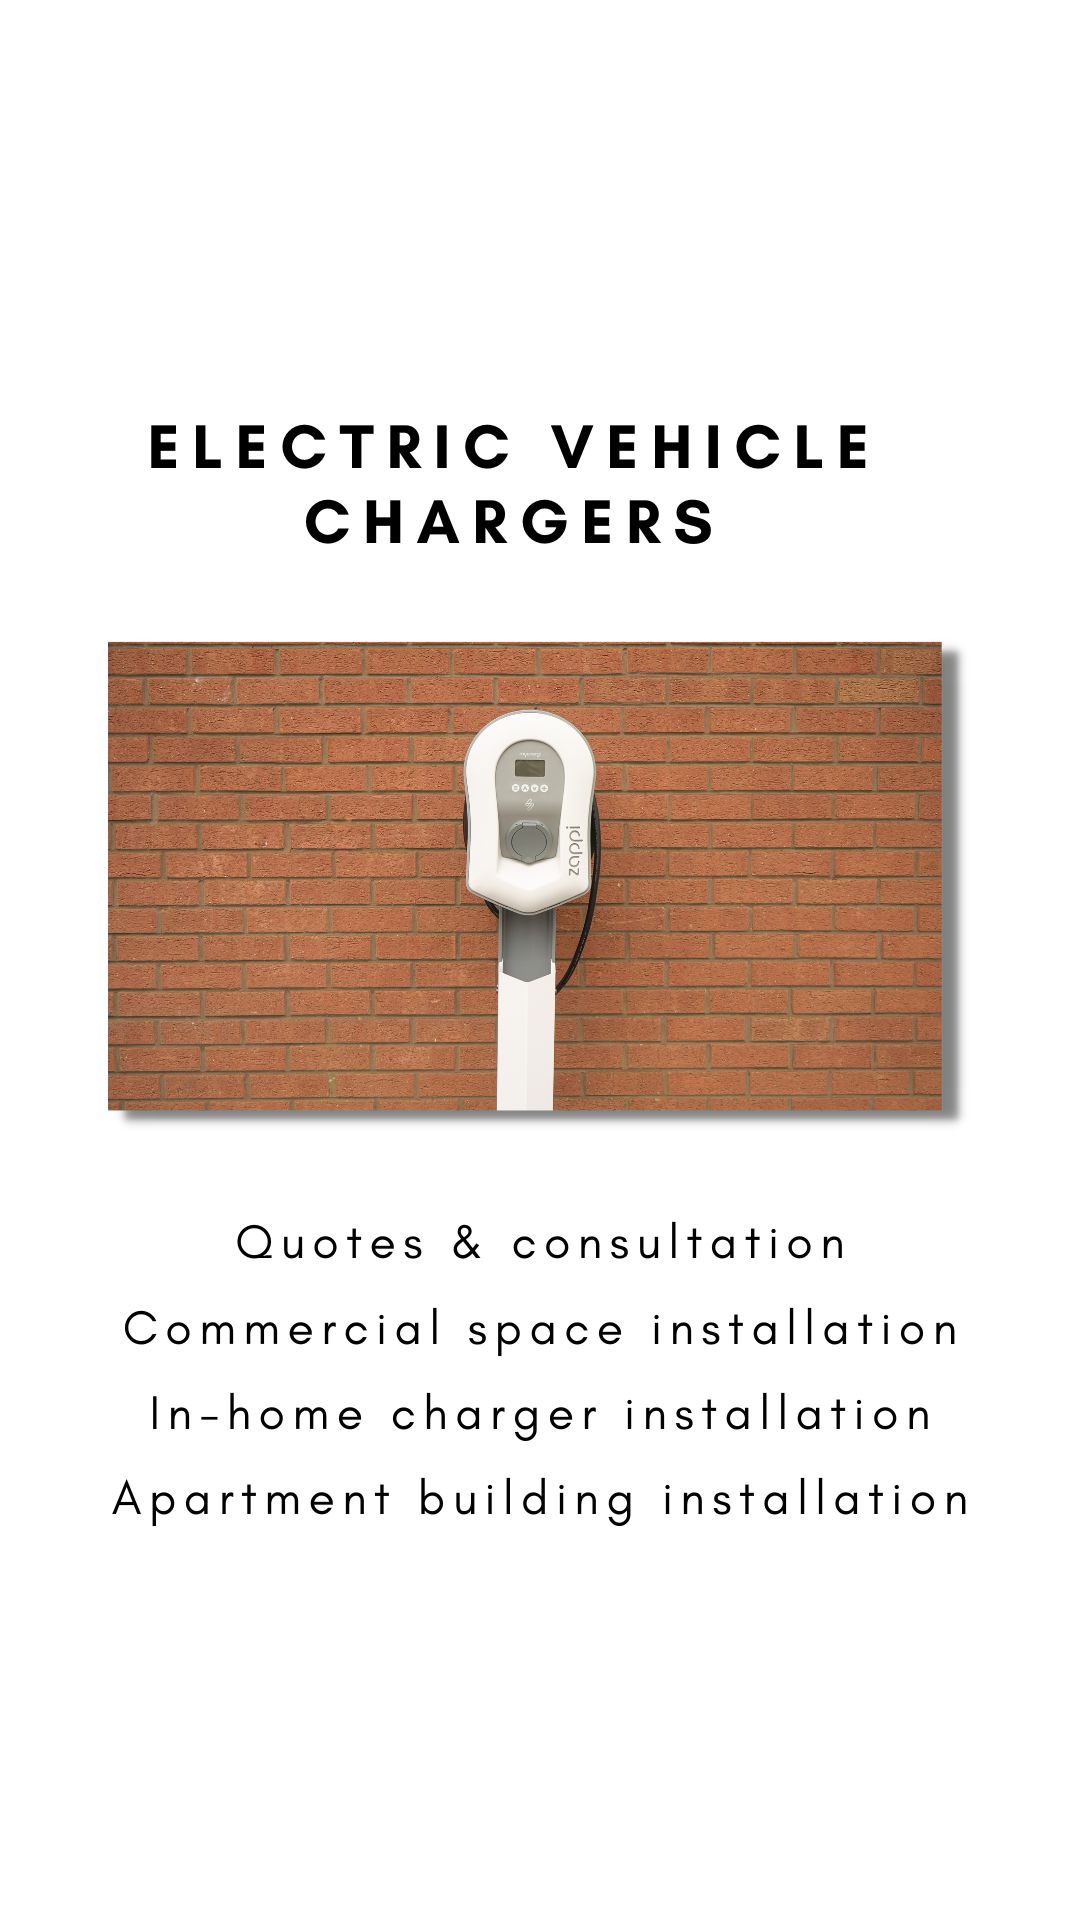 ELECTRIC VEHICLE
CHARGERS
zappi
Quotes & consultation
Commercial space installation
In-home charger installation
Apartment building installation